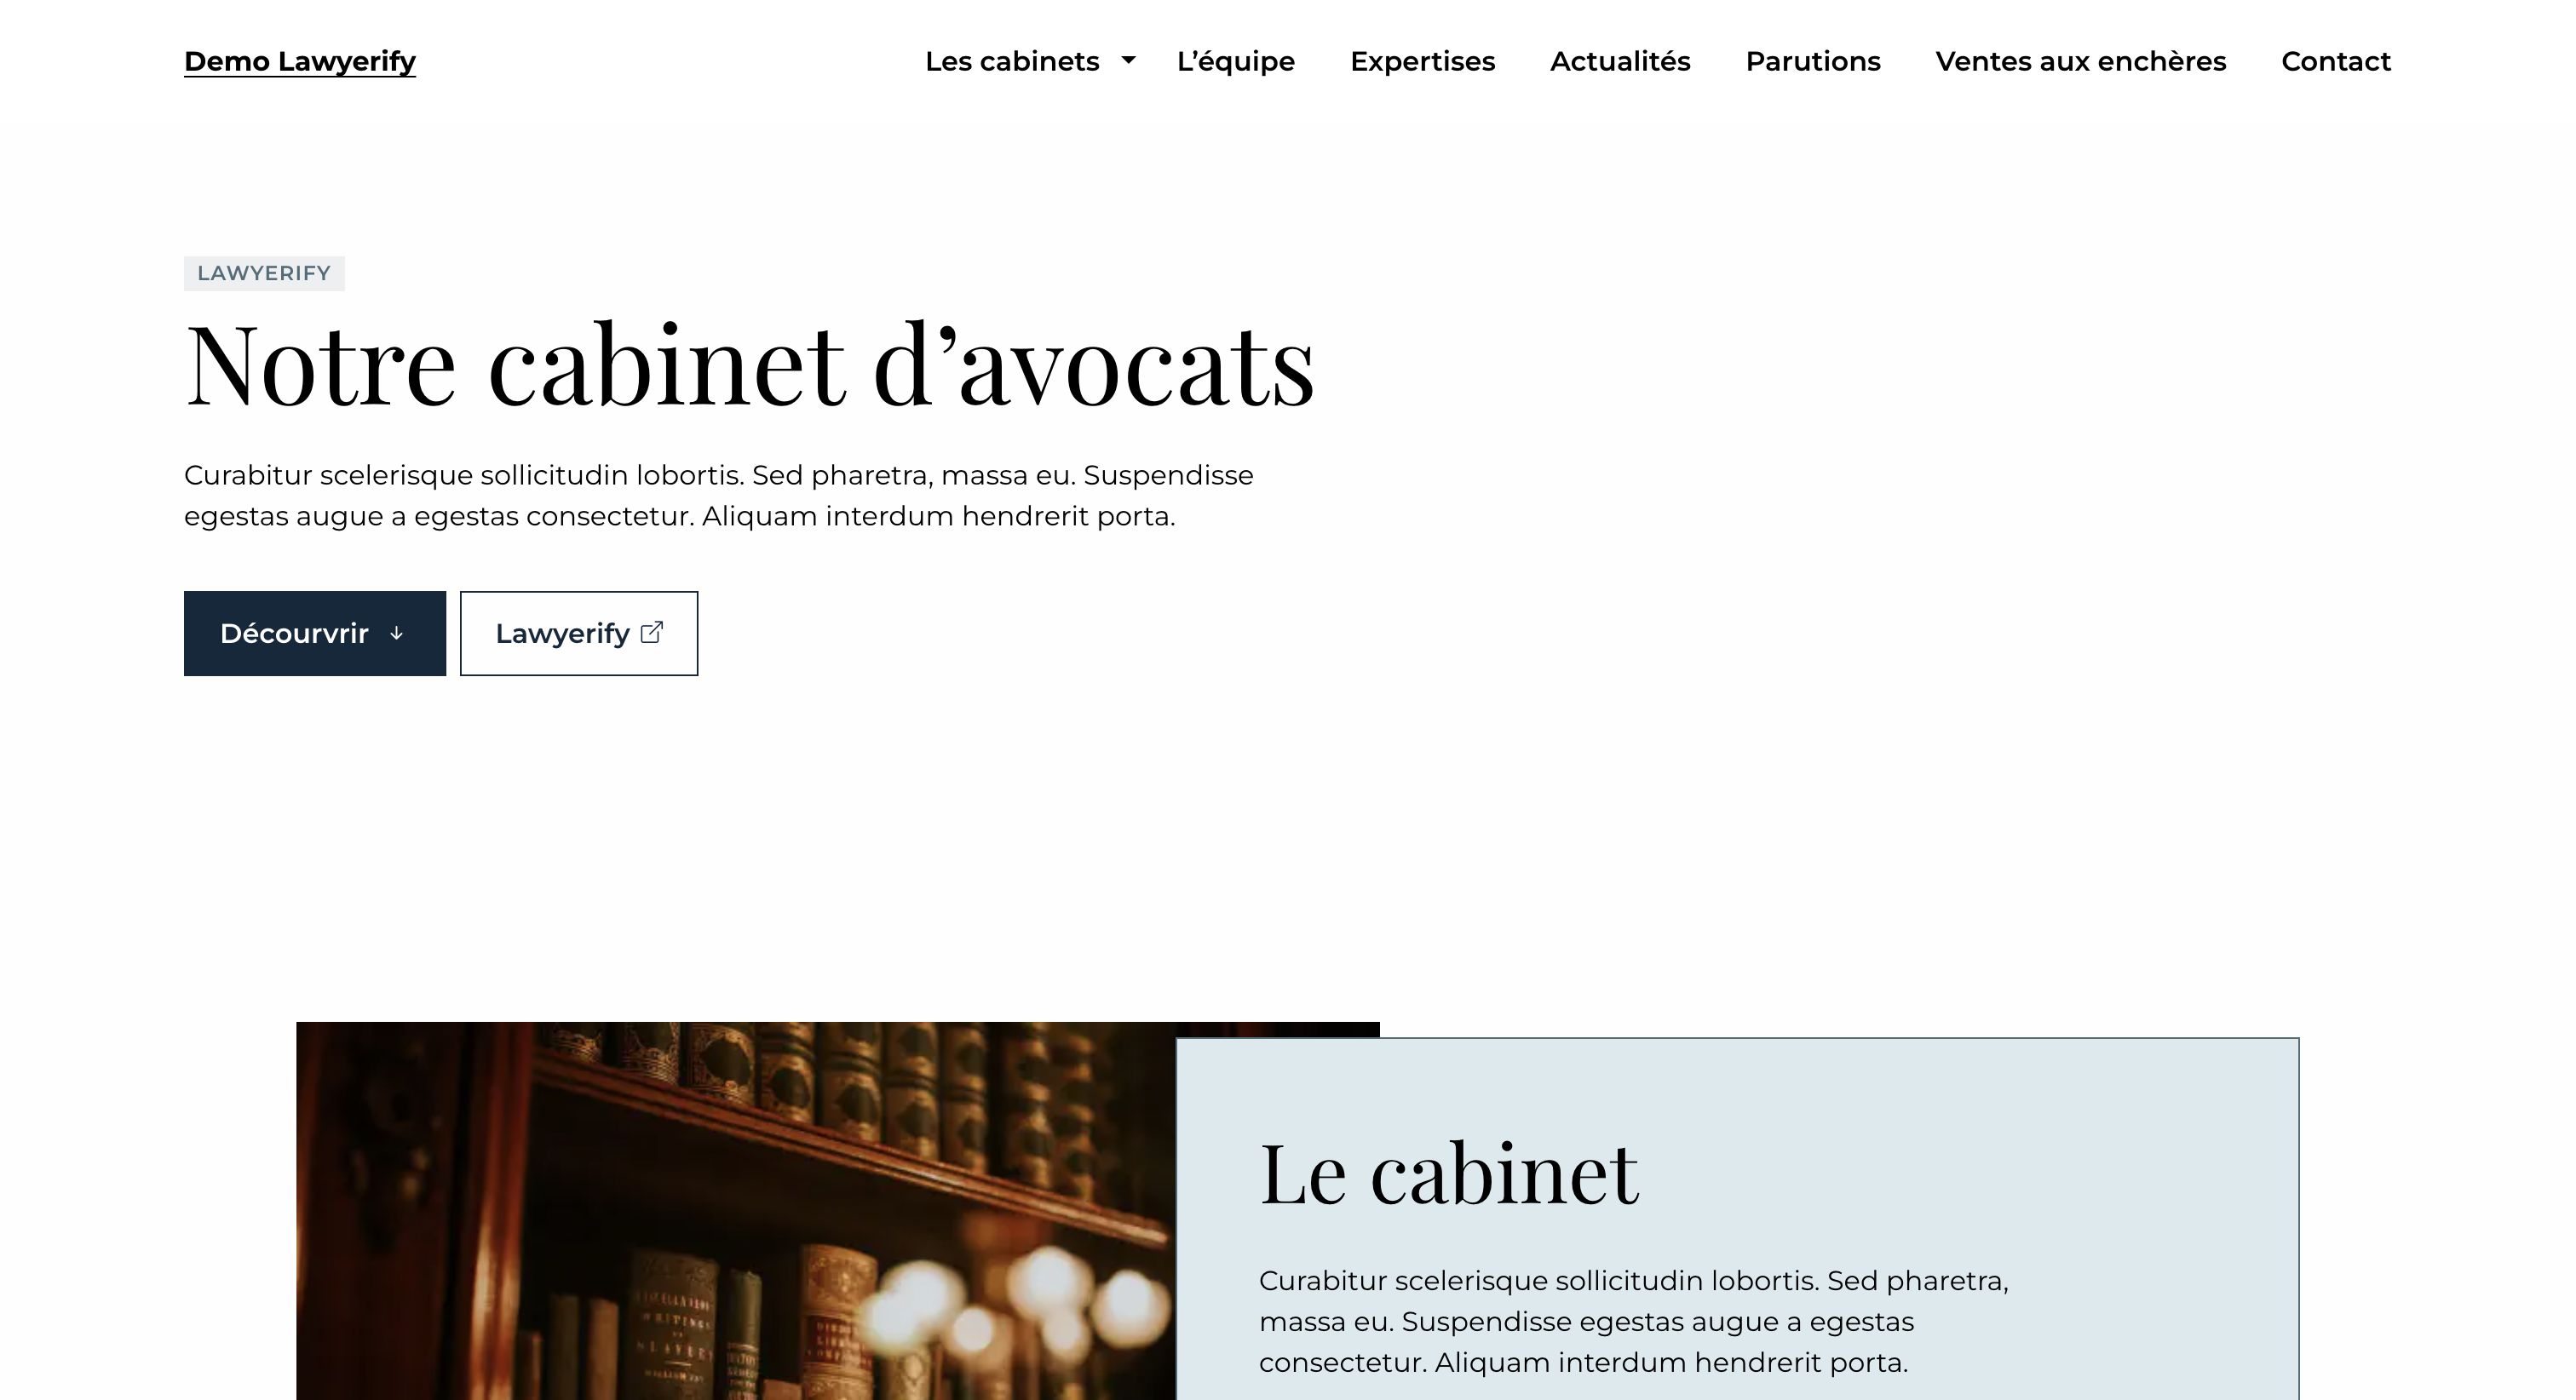 Demo Lawyerify
Les cabinets
L’équipe
Expertises
Actualités
Parutions
Ventes aux enchères
Contact
LAWYERIFY
Notre cabinet d’avocats
Curabitur scelerisque sollicitudin lobortis. Sed pharetra, massa eu. Suspendisse
egestas augue a egestas consectetur. Aliquam interdum hendrerit porta.
Décourvrir
Lawyerify
Le cabinet
Curabitur scelerisque sollicitudin lobortis. Sed pharetra,
massa eu. Suspendisse egestas augue a egestas
consectetur. Aliquam interdum hendrerit porta.
WRITINGS
SLAVERY